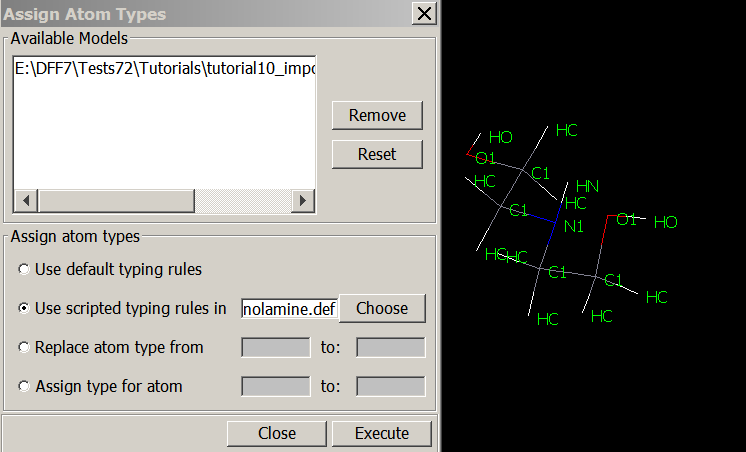 Assign Atom Types
Available Models
E:\DFF7\Tests72\Tutorials\tutorial10_impo
Remove
Reset
Assign atom types
Use default typing rules
Use scripted typing rules in nolamine.def Choose
Replace atom type from to:
Assign type for atom to:
Close Execute
HO HC
O1
HC C1 HN
HC
C1 N1 O1 HO
HC HC
C1 C1
HC
HC HC